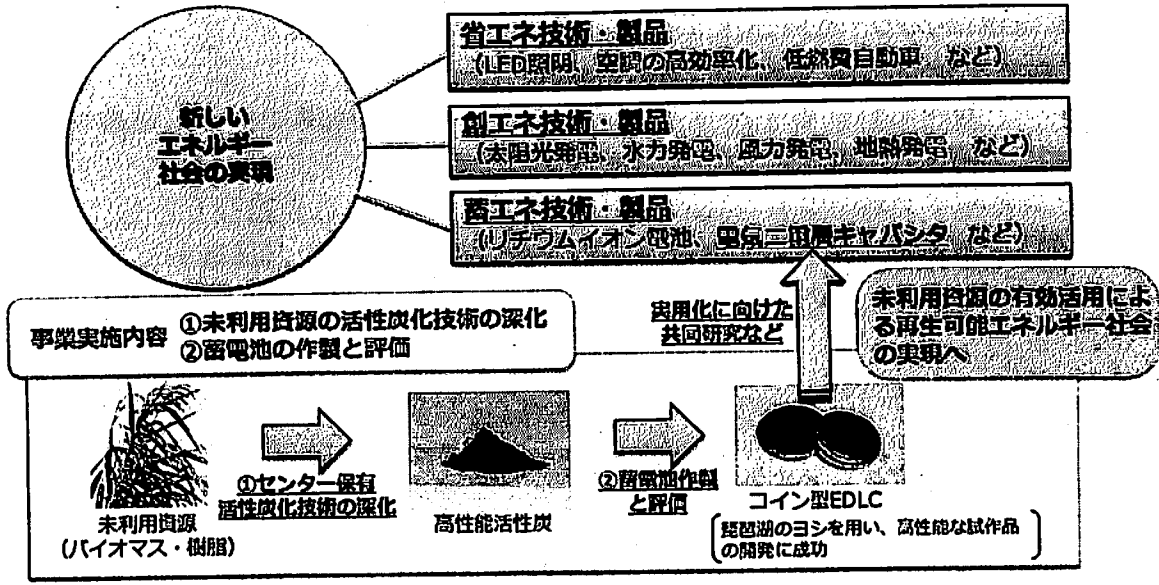 新しい
エネルギー
社会の実現
省エネ技術・製品
(LED照明、空調の高効率化、低燃費自動車 など)
創エネ技術・製品
(太陽光発電、水力発電、風力発電、地熱発電 など)
蓄エネ技術・製品
(リチウムイオン電池、電気二重層キャパシタ など)
事業実施内容
①未利用資源の活性炭化技術の深化
②蓄電池の作製と評価
実用化に向けた
共同研究など
未利用資源の有効活用によ
る再生可能エネルギー社会
の実現へ
未利用資源
(バイオマス・樹脂)
①センター保有
活性炭化技術の深化
高性能活性炭
②蓄電池作製
と評価
コイン型EDLC
琵琶湖のヨシを用い、高性能な試作品
の開発に成功